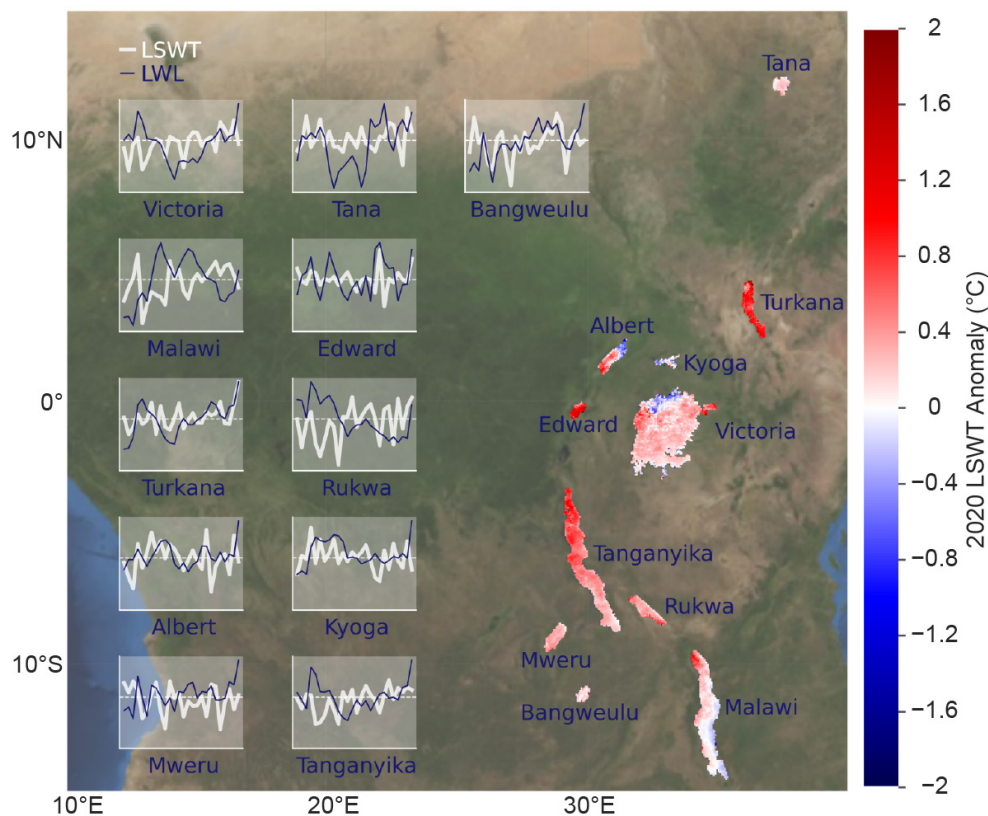 LSWT
LWL
Victoria
Tana
Bangweulu
Malawi
Edward
Turkana
Rukwa
Albert
Kyoga
Mweru
Tanganyika
Tana
Turkana
Albert
Kyoga
Edward
Victoria
Tanganyika
Rukwa
Mweru
Bangweulu
Malawi
10°N
0°
10°S
10°E
20°E
30°E
2
1.6
1.2
0.8
0.4
0
−0.4
−0.8
−1.2
−1.6
−2
2020 LSWT Anomaly (°C)